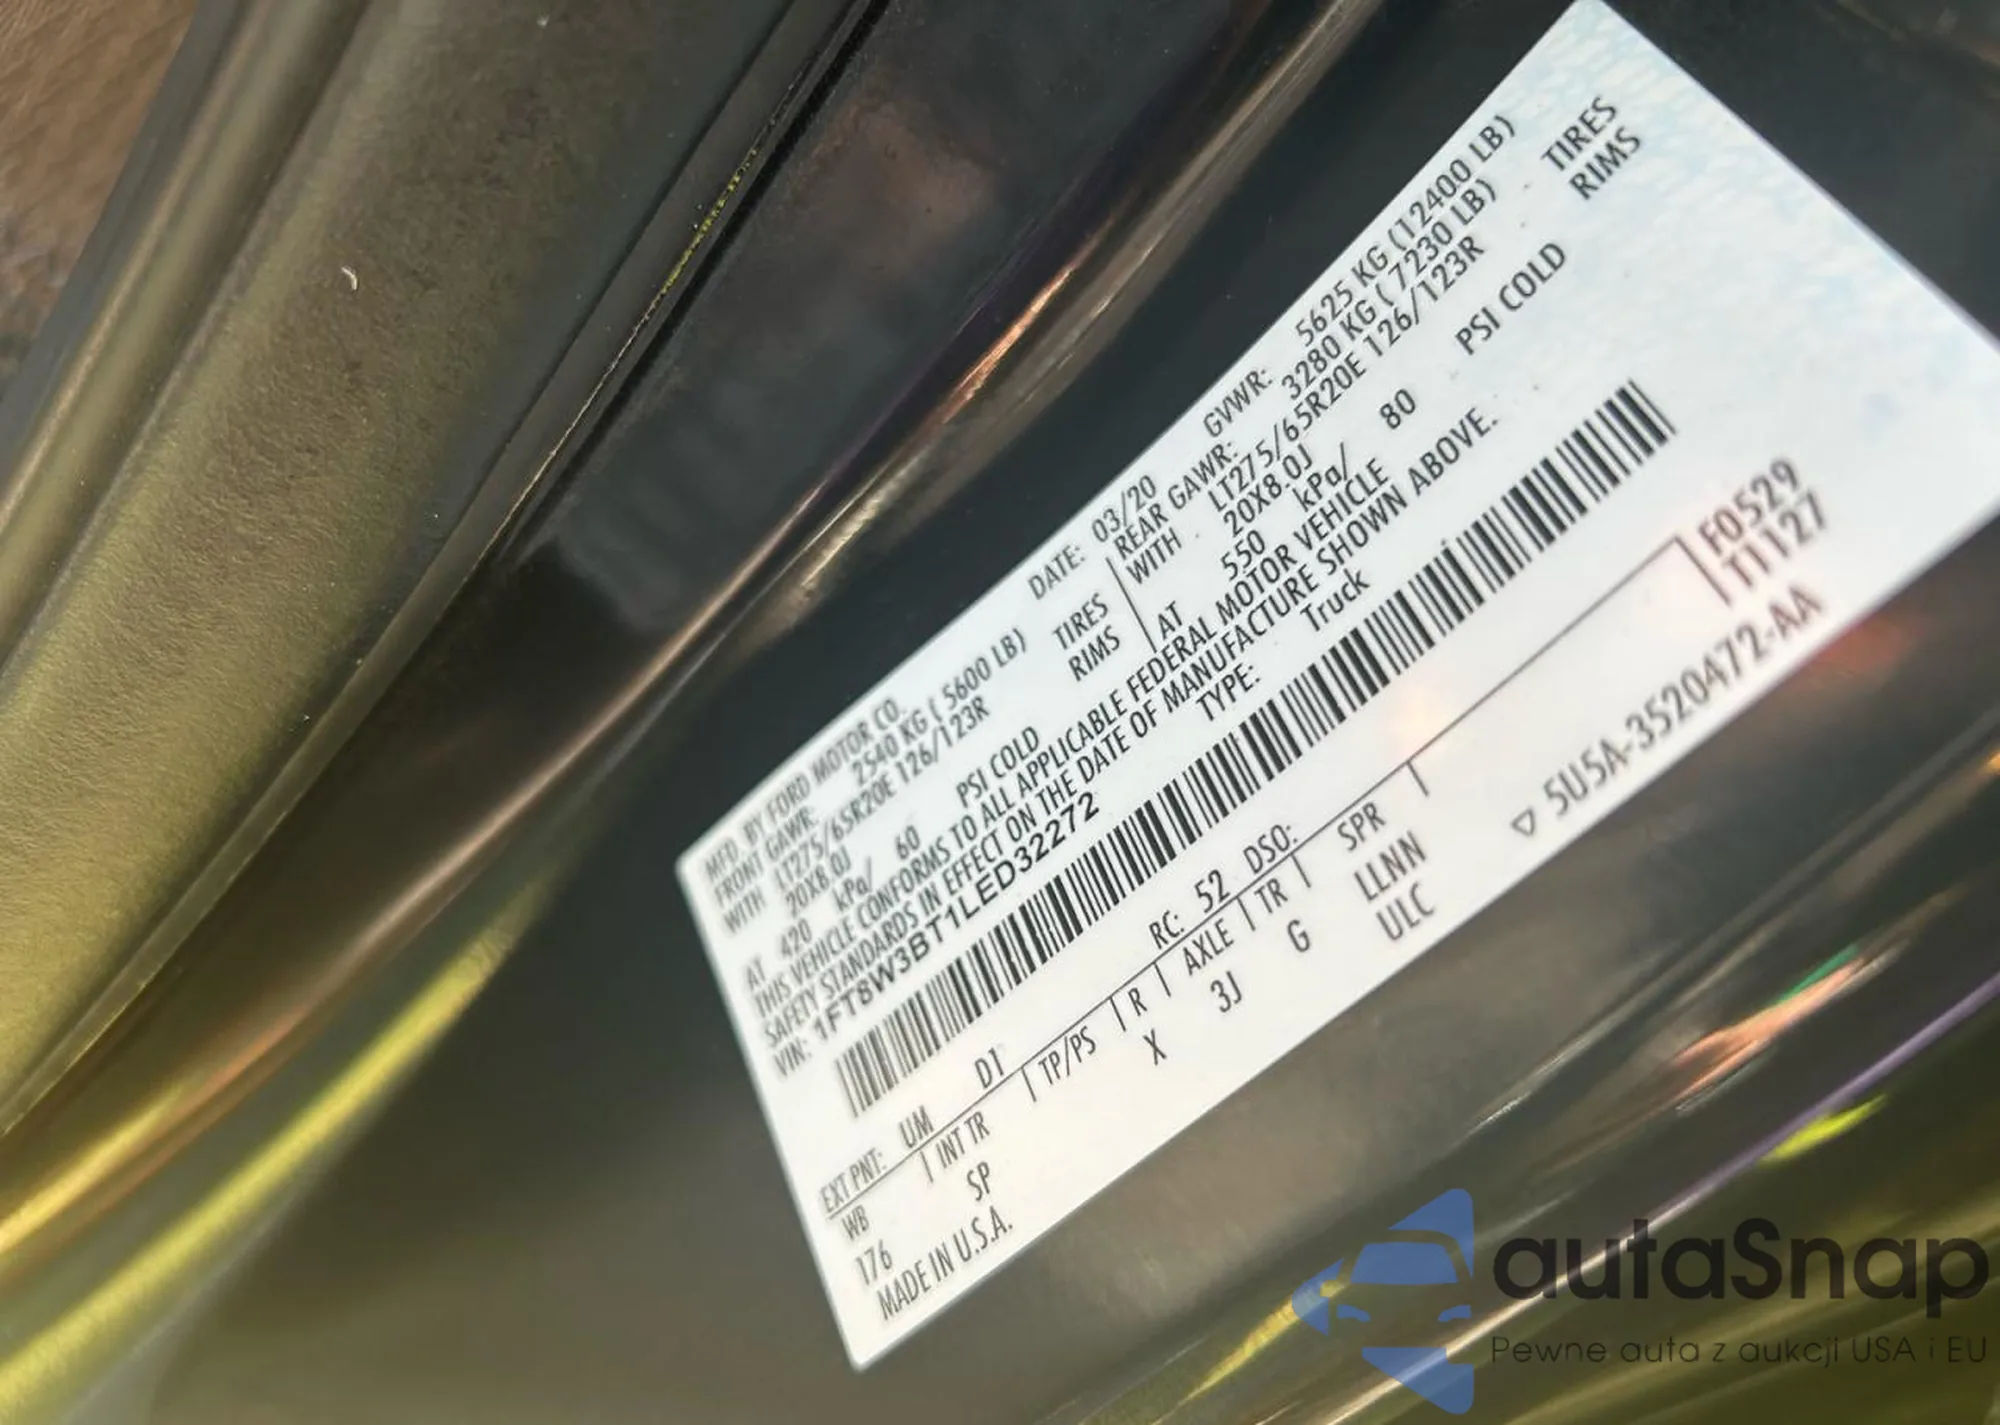 MFD. BY FORD MOTOR CO.
DATE: 03/20 GVWR: 5625 KG (12400 LB)
FRONT GAWR: 2540 KG ( 5600 LB) REAR GAWR: 3280 KG ( 7230 LB)
WITH LT275/65R20E 126/123R TIRES WITH LT275/65R20E 126/123R TIRES
20X8.0J RIMS 20X8.0J RIMS
AT 420 kPa/ 60 PSI COLD AT 550 kPa/ 80 PSI COLD
THIS VEHICLE CONFORMS TO ALL APPLICABLE FEDERAL MOTOR VEHICLE
SAFETY STANDARDS IN EFFECT ON THE DATE OF MANUFACTURE SHOWN ABOVE.
VIN: 1FT8W3BT1LED32272 TYPE: Truck
EXT PNT: UM D1 RC: 52 DSO: F0529
WB INT TR TP/PS R AXLE TR SPR T1127
176 SP X 3J G LLNN
ULC
MADE IN U.S.A. ▽ 5U5A-3520472-AA
autaSnap
Pewne auta z aukcji USA i EU